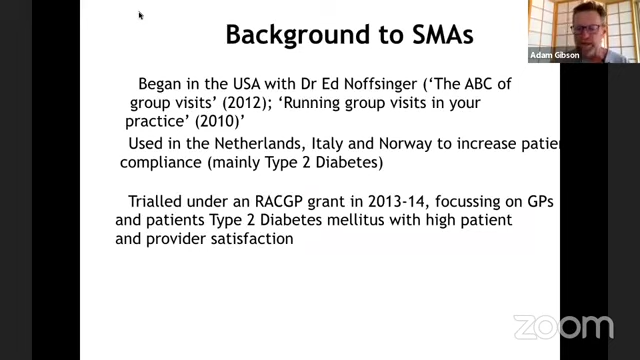 Background to SMAs
Adam Gibson
Began in the USA with Dr Ed Noffsinger (‘The ABC of
group visits’ (2012); ‘Running group visits in your
practice’ (2010)’
Used in the Netherlands, Italy and Norway to increase patien
compliance (mainly Type 2 Diabetes)
Trialled under an RACGP grant in 2013-14, focussing on GPs
and patients Type 2 Diabetes mellitus with high patient
and provider satisfaction
zoom